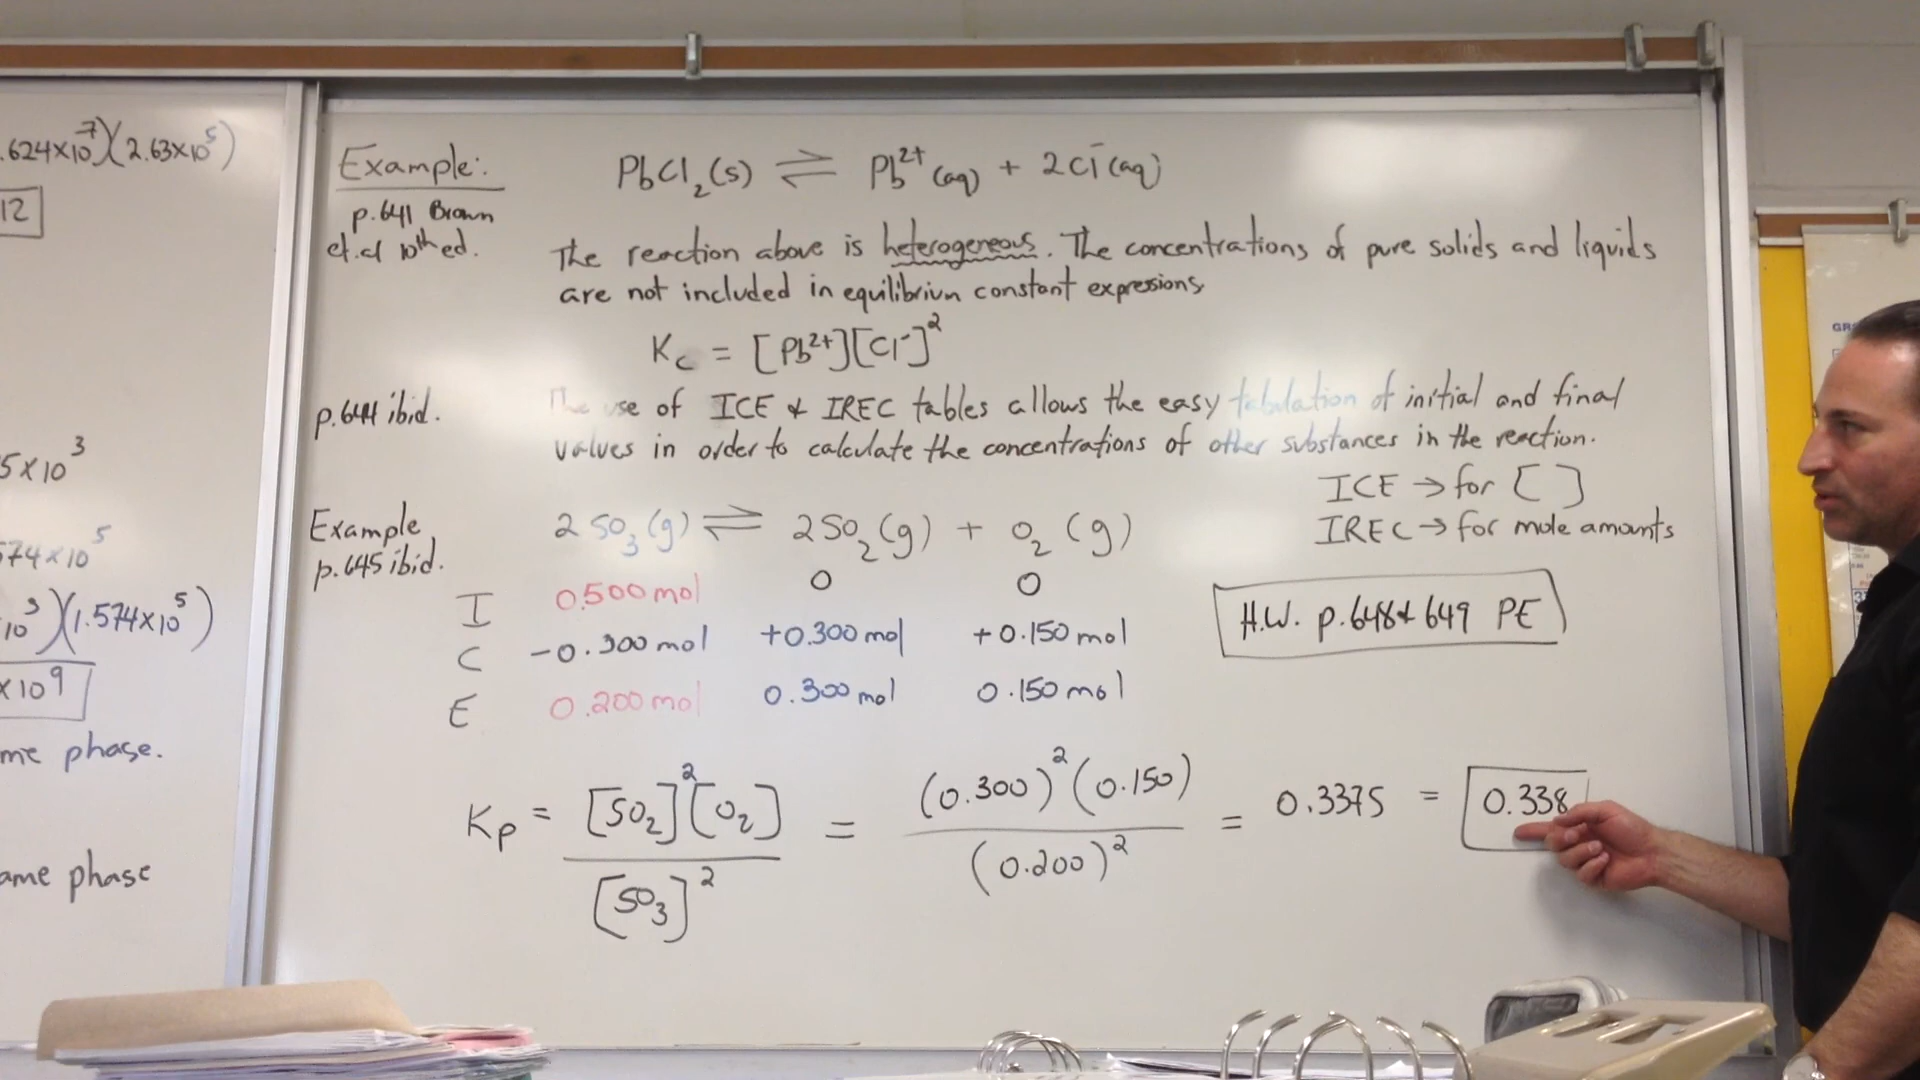 .624×10⁻⁷)(2.63×10⁵)
12
5×10³
574×10⁵
10³)(1.574×10⁵)
×10⁹
me phase.
ame phase
Example:
p.641 Brown
et.al 10th ed.
PbCl₂(s) ⇌ Pb²⁺(aq) + 2Cl⁻(aq)
The reaction above is heterogeneous. The concentrations of pure solids and liquids
are not included in equilibrium constant expressions.
Kc = [Pb²⁺][Cl⁻]²
p.644 ibid.
The use of ICE & IREC tables allows the easy tabulation of initial and final
values in order to calculate the concentrations of other substances in the reaction.
ICE → for [ ]
IREC → for mole amounts
Example
p.645 ibid.
2SO₃(g) ⇌ 2SO₂(g) + O₂(g)
I 0.500 mol 0 0
C -0.300 mol +0.300 mol +0.150 mol
E 0.200 mol 0.300 mol 0.150 mol
H.W. p.648 & 649 PE
Kp = [SO₂]²[O₂] / [SO₃]² = (0.300)²(0.150) / (0.200)² = 0.3375 = 0.338